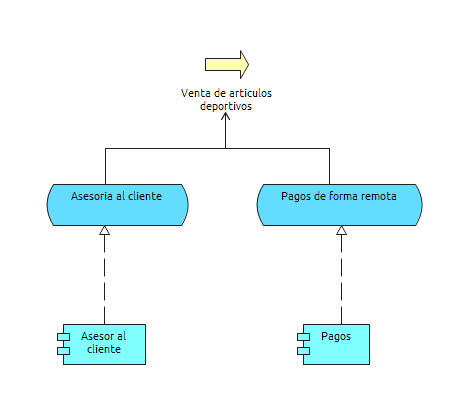 Venta de articulos
deportivos
Asesoria al cliente
Pagos de forma remota
Asesor al
cliente
Pagos